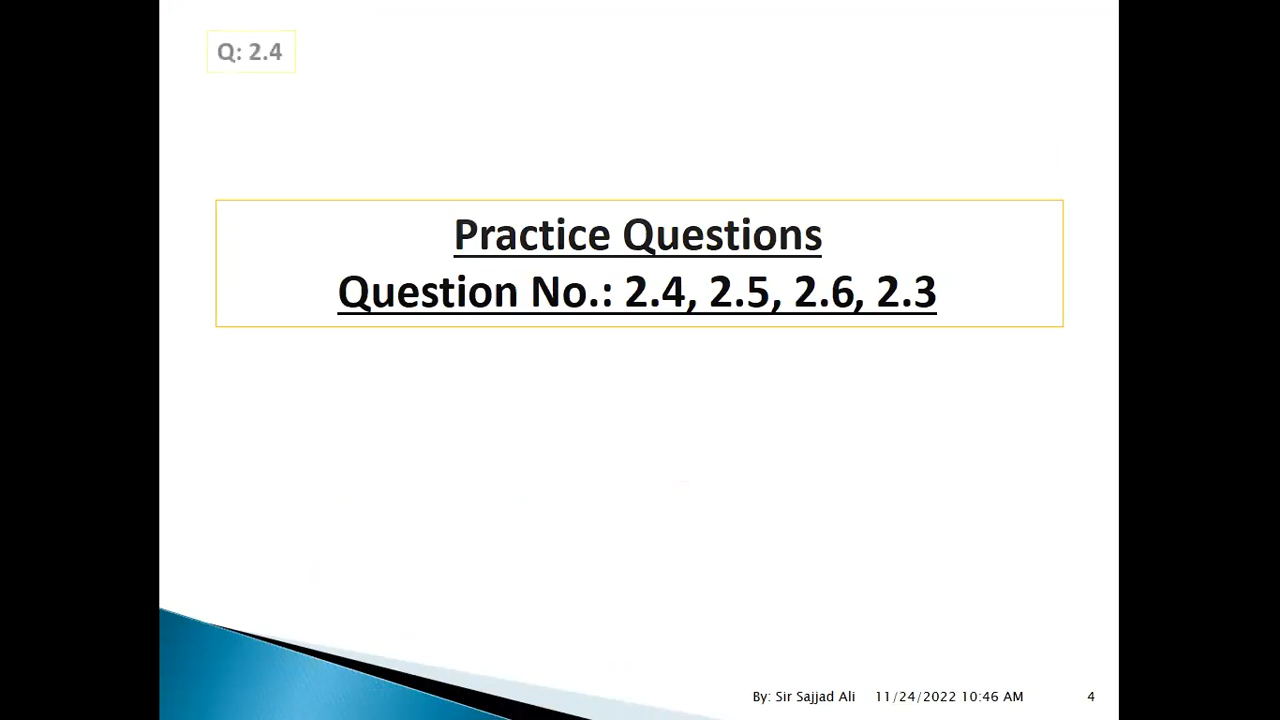 Q: 2.4
Practice Questions
Question No.: 2.4, 2.5, 2.6, 2.3
By: Sir Sajjad Ali 11/24/2022 10:46 AM 4